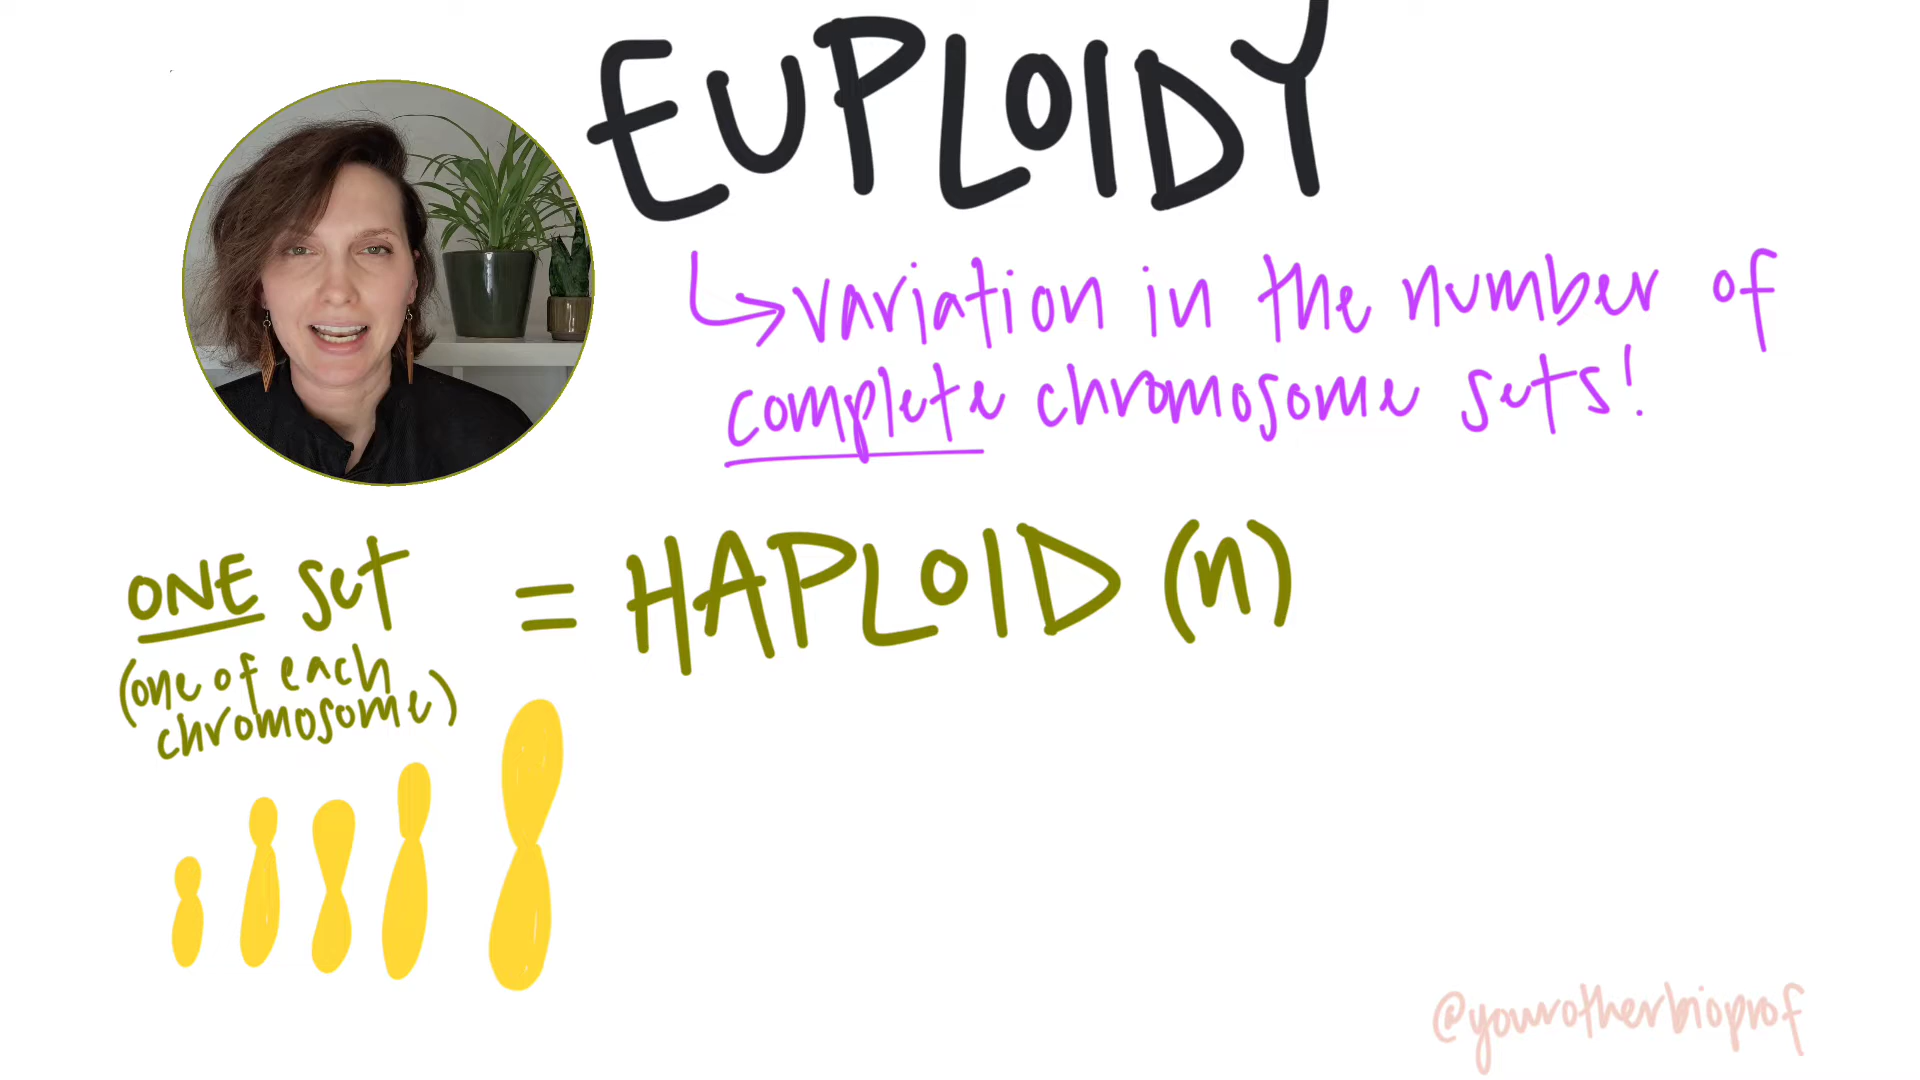 EUPLOIDY
↳ variation in the number of
complete chromosome sets!
ONE set = HAPLOID (n)
(one of each
chromosome)
@yourotherbioprof